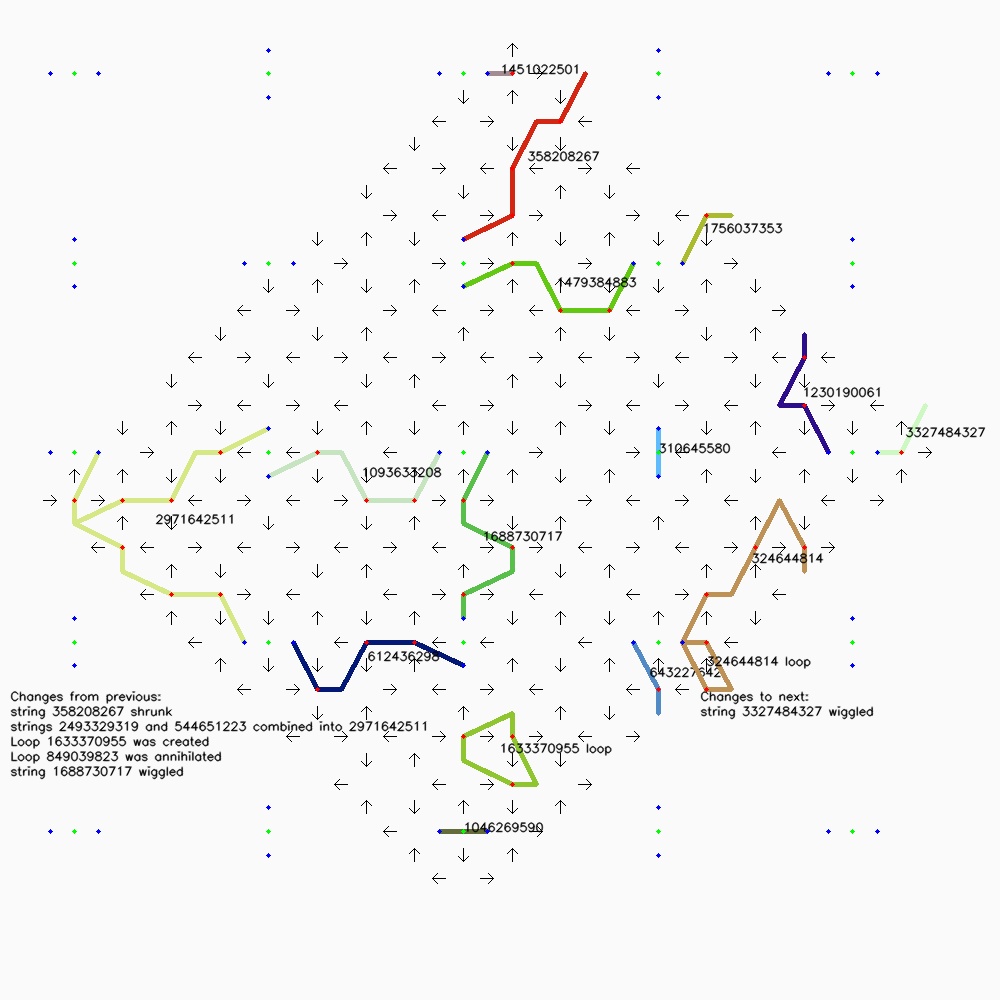 1451022501
358208267
1756037353
1479384883
1230190061
3327484327
310645580
1093633208
2971642511
1688730717
324644814
612436298
324644814 loop
643227642
Changes from previous:
string 358208267 shrunk
strings 2493329319 and 544651223 combined into 2971642511
Loop 1633370955 was created
Loop 849039823 was annihilated
string 1688730717 wiggled
Changes to next:
string 3327484327 wiggled
1633370955 loop
1046269590